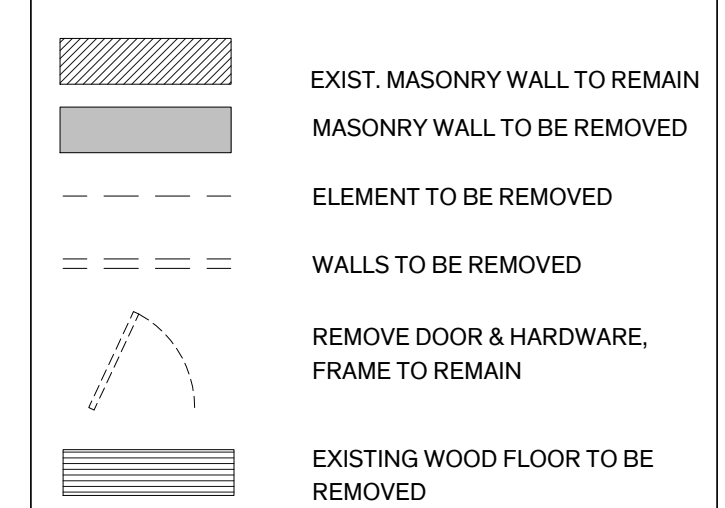 EXIST. MASONRY WALL TO REMAIN
MASONRY WALL TO BE REMOVED
ELEMENT TO BE REMOVED
WALLS TO BE REMOVED
REMOVE DOOR & HARDWARE,
FRAME TO REMAIN
EXISTING WOOD FLOOR TO BE
REMOVED